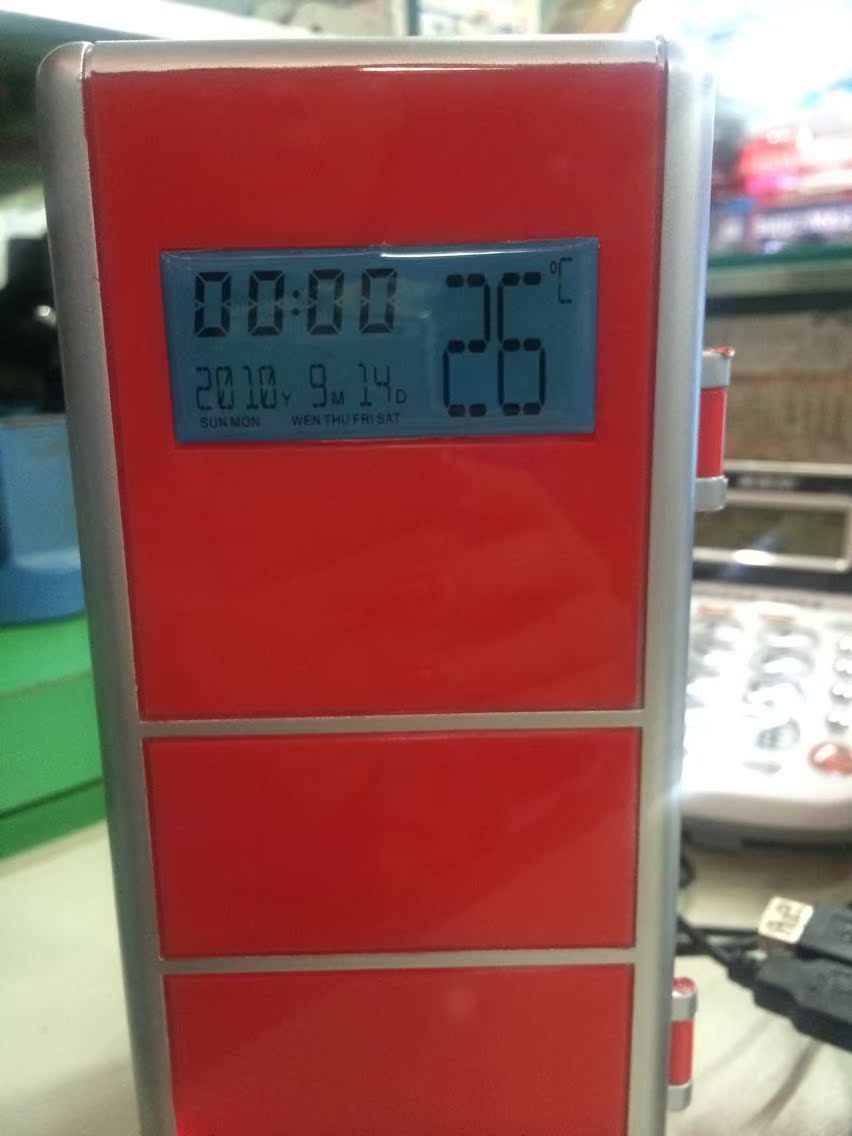 00:00
26 °C
2010Y 9M 14D
SUN MON WEN THU FRI SAT